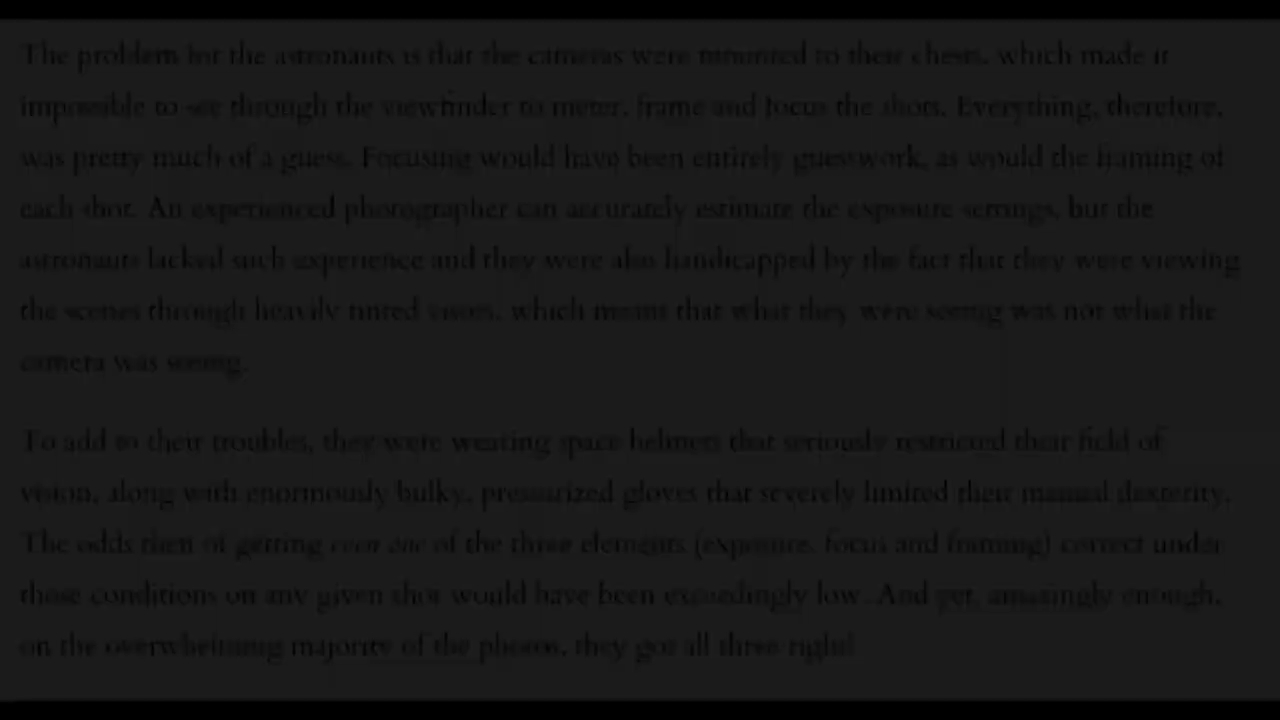 The problem for the astronauts is that the cameras were mounted to their chests, which made it
impossible to see through the viewfinder to meter, frame and focus the shots. Everything, therefore,
was pretty much of a guess. Focusing would have been entirely guesswork, as would the framing of
each shot. An experienced photographer can accurately estimate the exposure settings, but the
astronauts lacked such experience and they were also handicapped by the fact that they were viewing
the scenes through heavily tinted visors, which meant that what they were seeing was not what the
camera was seeing.
To add to their troubles, they were wearing space helmets that seriously restricted their field of
vision, along with enormously bulky, pressurized gloves that severely limited their manual dexterity.
The odds then of getting even one of the three elements (exposure, focus and framing) correct under
those conditions on any given shot would have been exceedingly low. And yet, amazingly enough,
on the overwhelming majority of the photos, they got all three right!